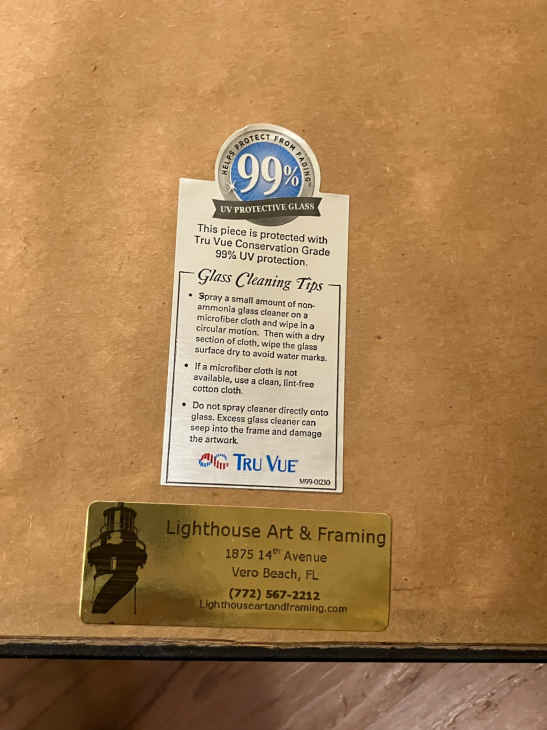 HELPS PROTECT FROM FADING™
99%
UV PROTECTIVE GLASS
This piece is protected with
Tru Vue Conservation Grade
99% UV protection.
Glass Cleaning Tips
• Spray a small amount of non-
ammonia glass cleaner on a
microfiber cloth and wipe in a
circular motion. Then with a dry
section of cloth, wipe the glass
surface dry to avoid water marks.
• If a microfiber cloth is not
available, use a clean, lint-free
cotton cloth.
• Do not spray cleaner directly onto
glass. Excess glass cleaner can
seep into the frame and damage
the artwork.
TRU VUE
M99-01230
Lighthouse Art & Framing
1875 14th Avenue
Vero Beach, FL
(772) 567-2212
Lighthouseartandframing.com